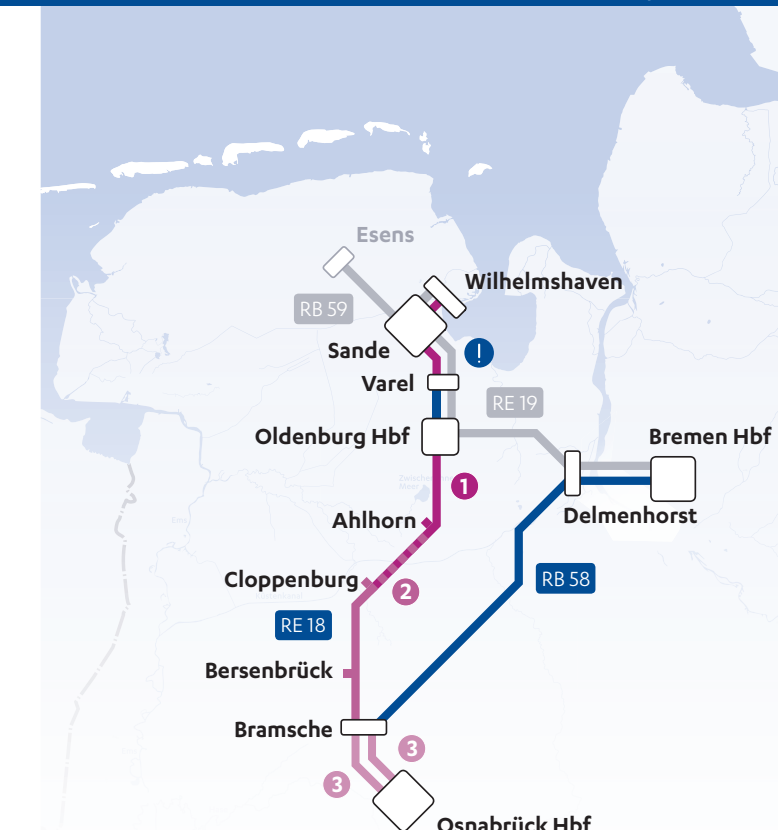 Esens
Wilhelmshaven
RB 59
Sande
!
Varel
RE 19
Oldenburg Hbf
Bremen Hbf
1
Delmenhorst
Ahlhorn
Cloppenburg
2
RB 58
RE 18
Bersenbrück
Bramsche
3
3
Osnabrück Hbf